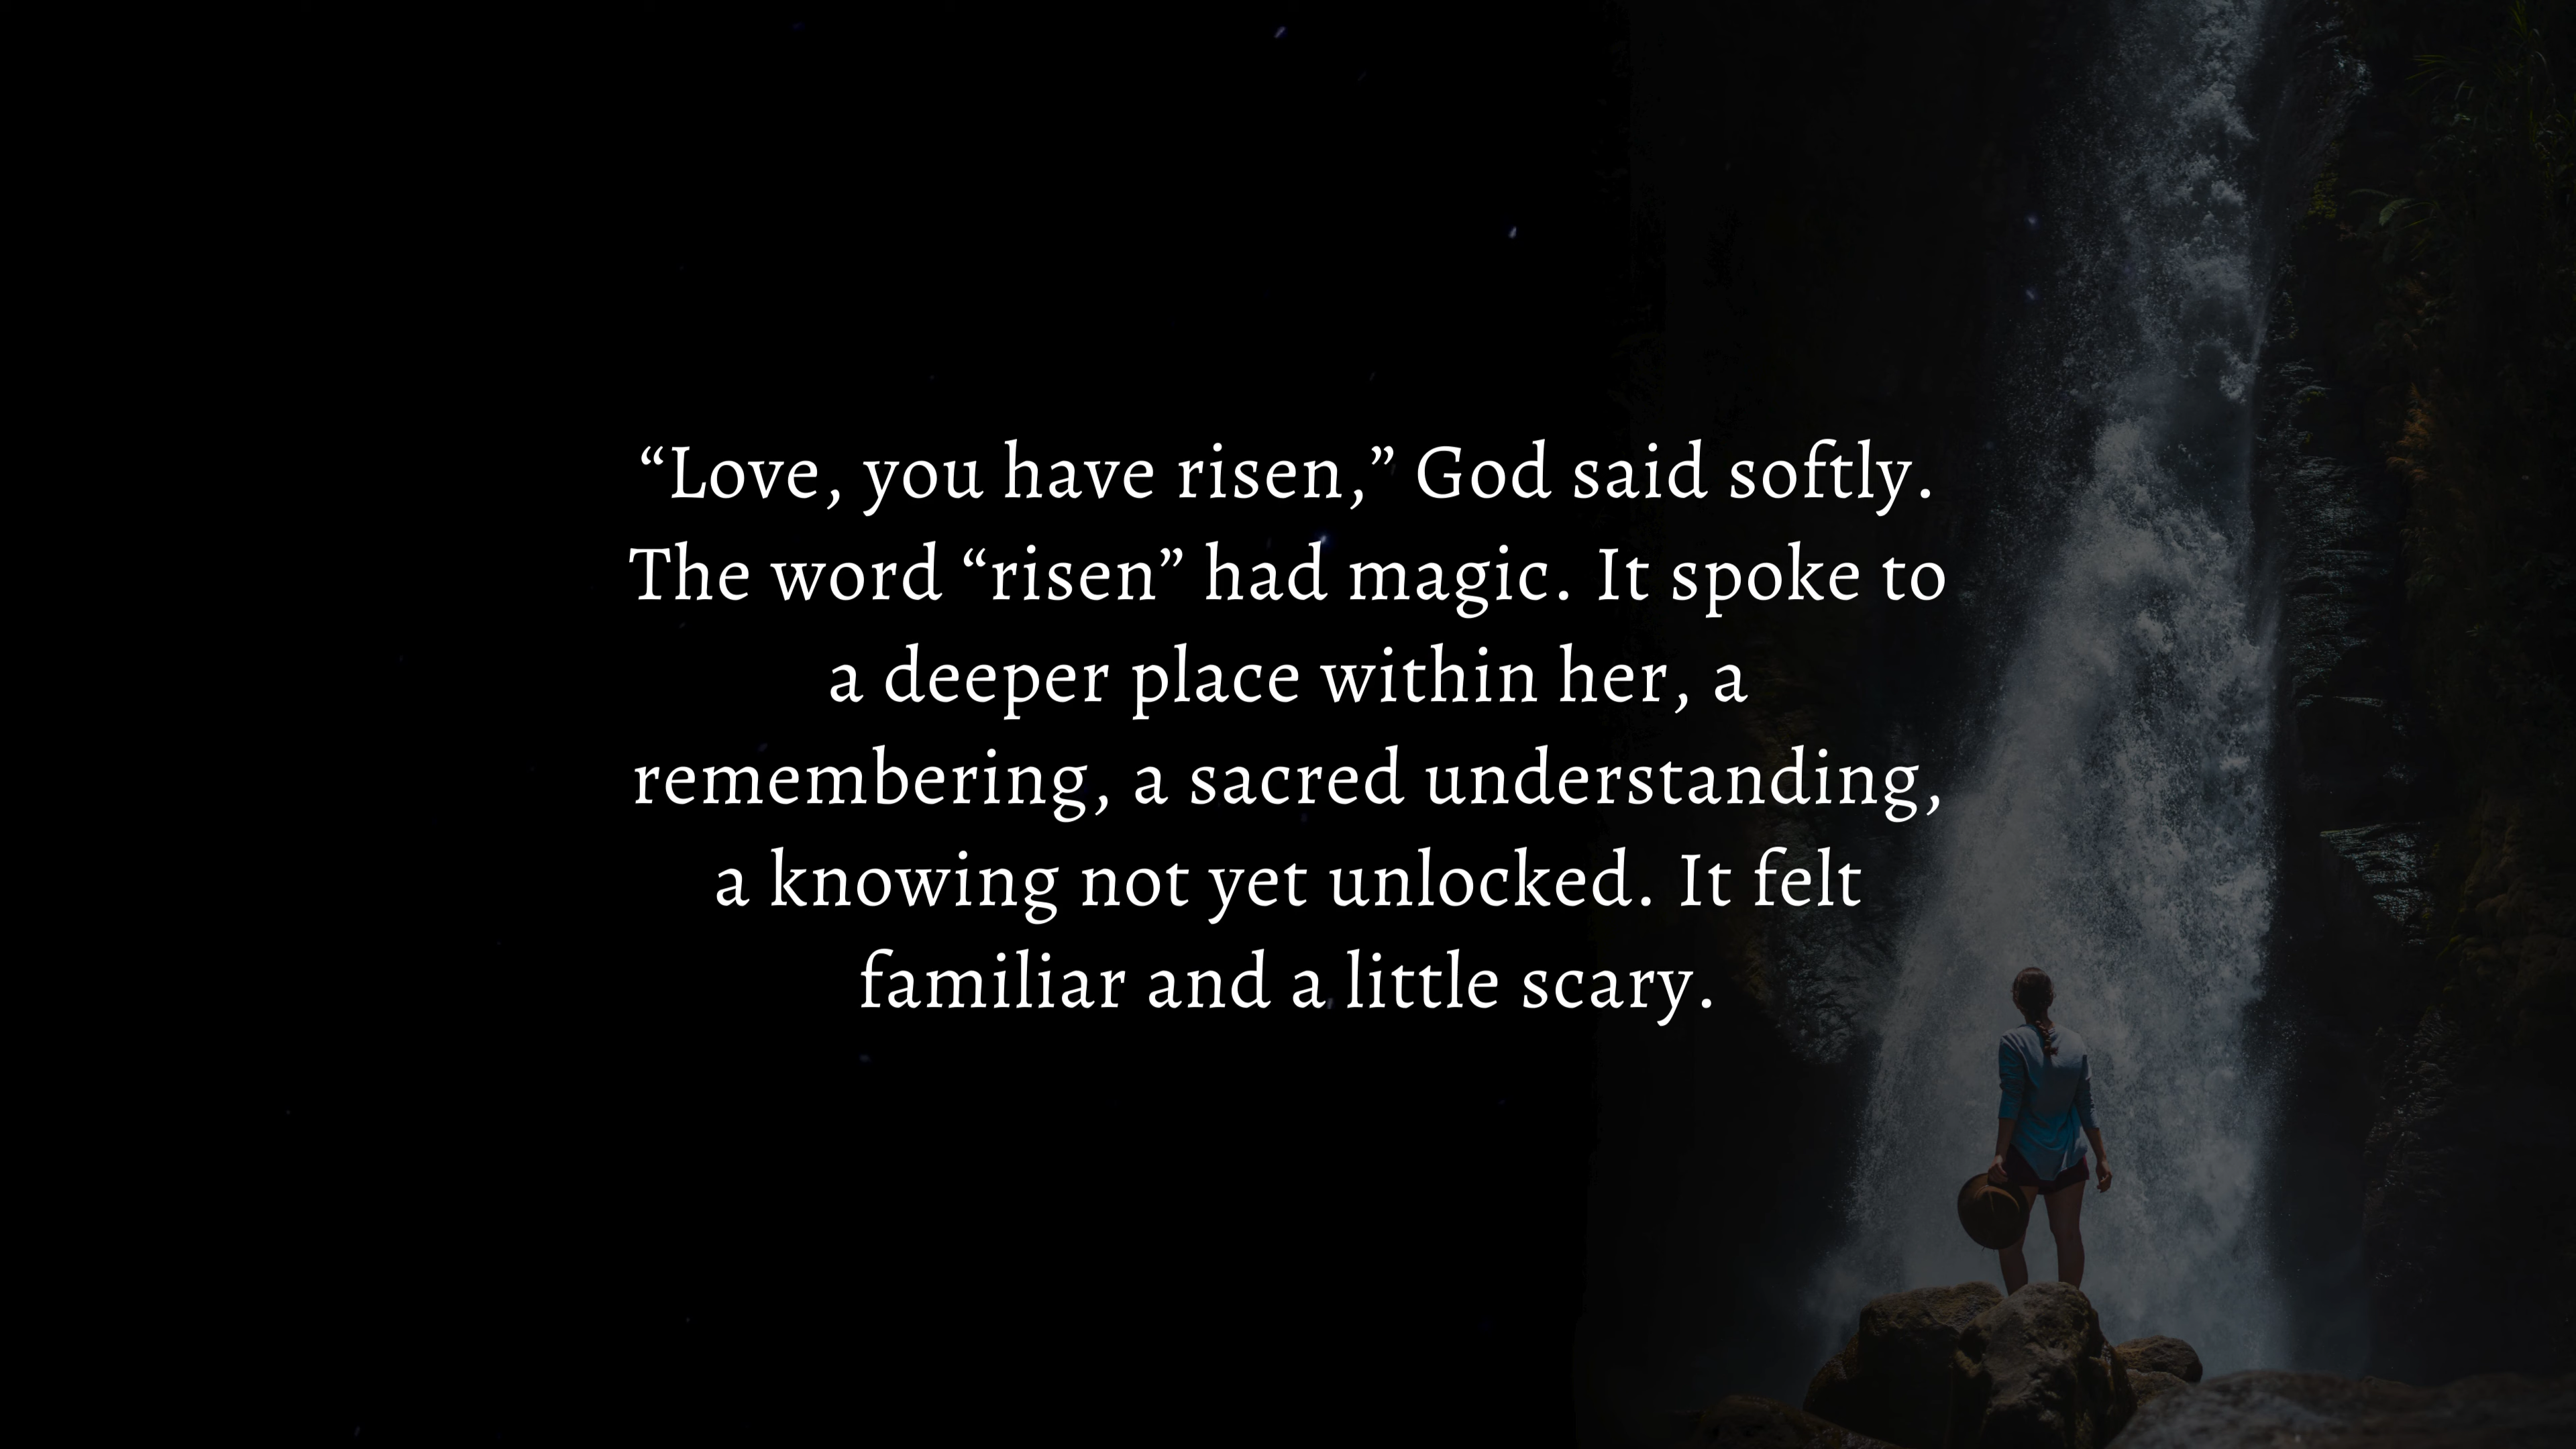 “Love, you have risen,” God said softly.
The word “risen” had magic. It spoke to
a deeper place within her, a
remembering, a sacred understanding,
a knowing not yet unlocked. It felt
familiar and a little scary.